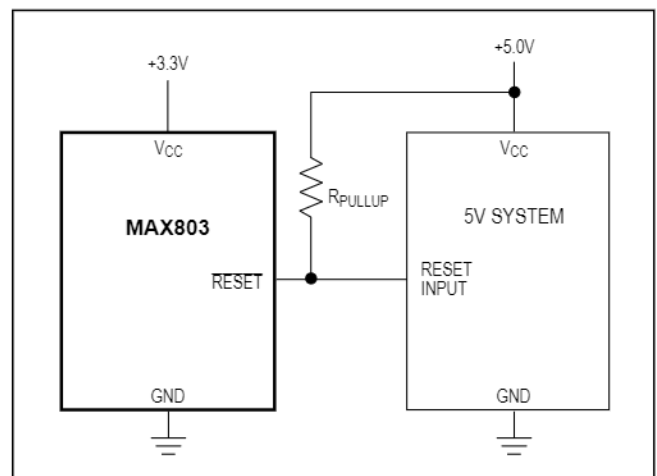 +3.3V
+5.0V
VCC
VCC
RPULLUP
MAX803
5V SYSTEM
RESET
RESET
INPUT
GND
GND